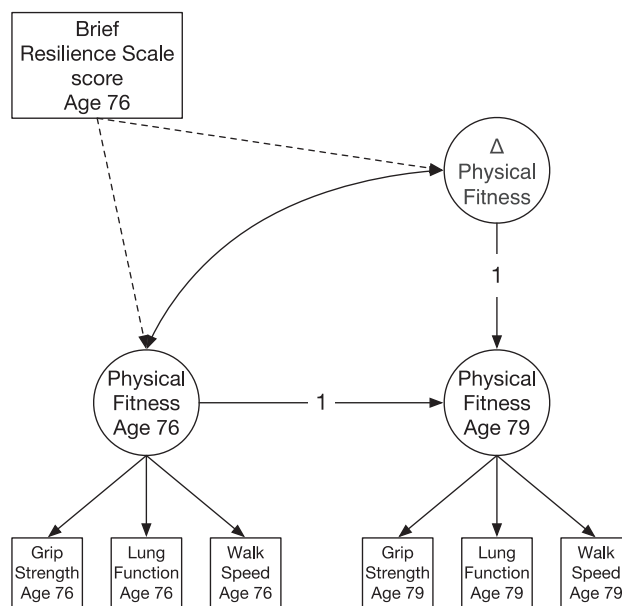 Brief
Resilience Scale
score
Age 76
Δ
Physical
Fitness
1
Physical
Fitness
Age 76
1
Physical
Fitness
Age 79
Grip
Strength
Age 76
Lung
Function
Age 76
Walk
Speed
Age 76
Grip
Strength
Age 79
Lung
Function
Age 79
Walk
Speed
Age 79